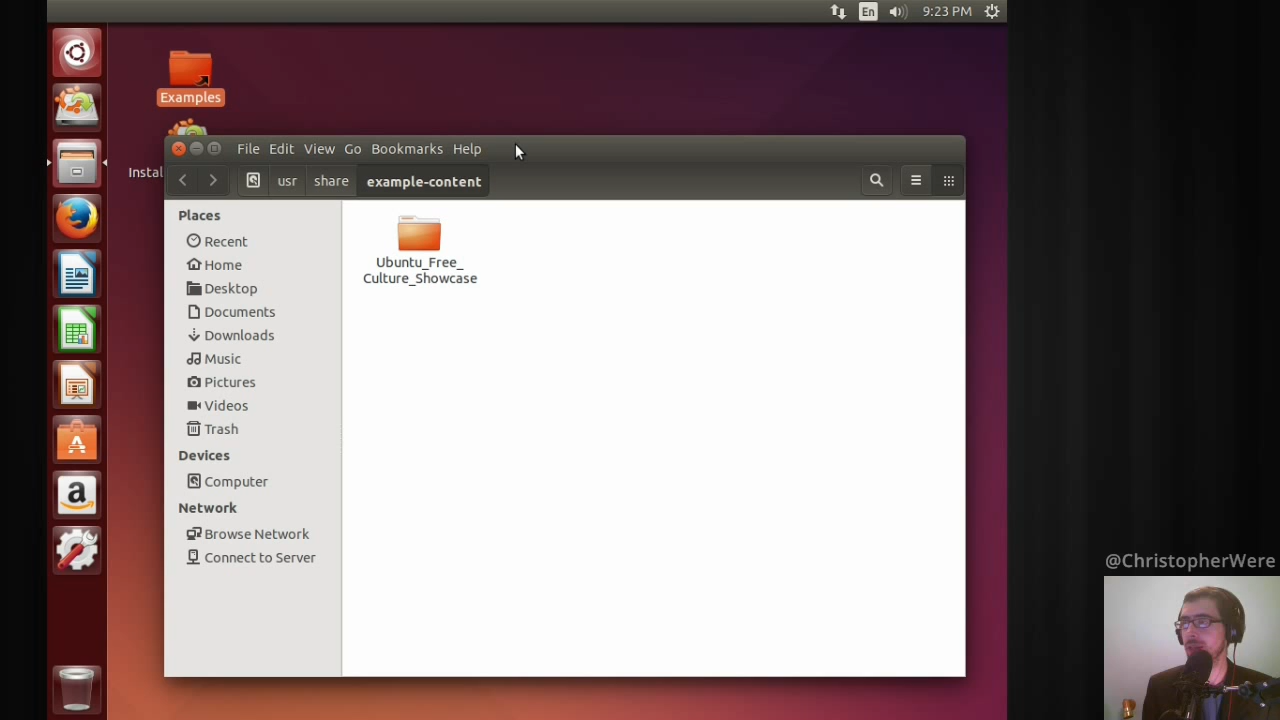 En
9:23 PM
Examples
Instal
File Edit View Go Bookmarks Help
usr share example-content
Places
Recent
Home
Desktop
Documents
Downloads
Music
Pictures
Videos
Trash
Devices
Computer
Network
Browse Network
Connect to Server
Ubuntu_Free_
Culture_Showcase
@ChristopherWere